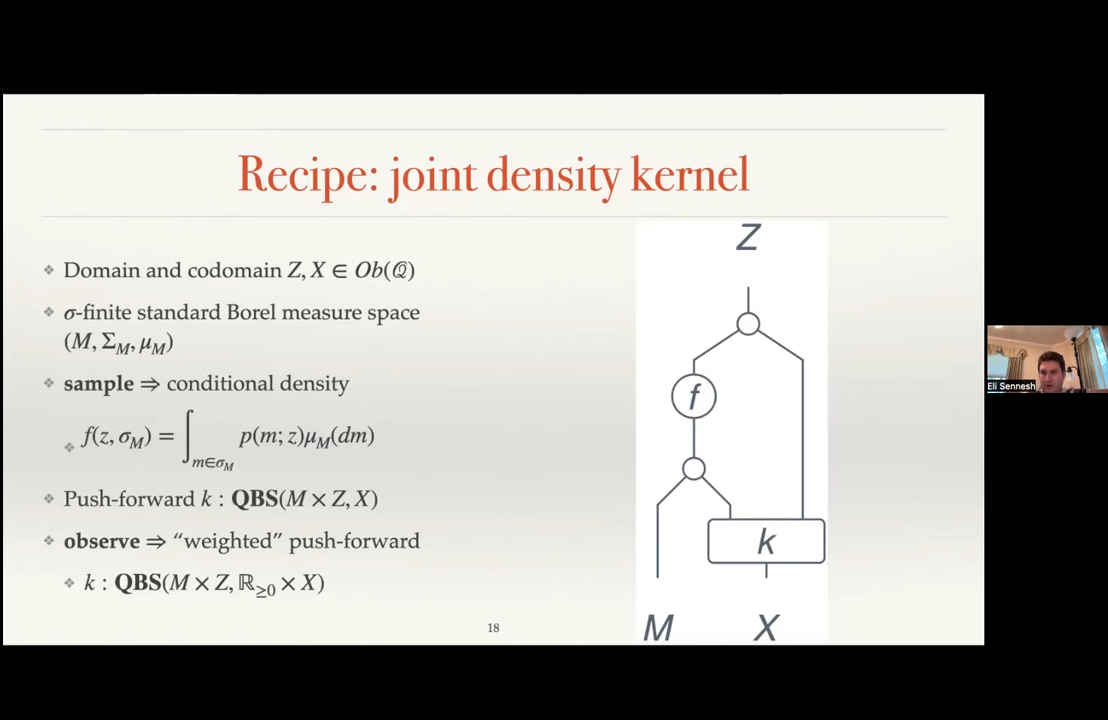 Recipe: joint density kernel
Domain and codomain Z, X ∈ Ob(𝒬)
σ-finite standard Borel measure space
(M, Σ_M, μ_M)
sample ⇒ conditional density
f(z, σ_M) = ∫_{m∈σ_M} p(m; z)μ_M(dm)
Push-forward k : QBS(M × Z, X)
observe ⇒ “weighted” push-forward
k : QBS(M × Z, ℝ_{≥0} × X)
18
Z
f
k
M X
Eli Sennesh